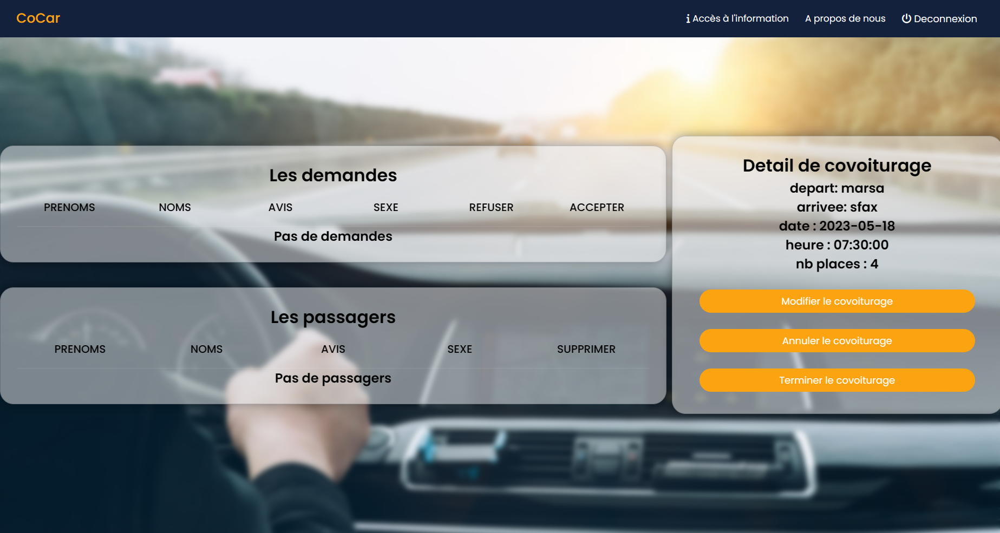 CoCar
Accès à l'information
A propos de nous
Deconnexion
Les demandes
PRENOMS NOMS AVIS SEXE REFUSER ACCEPTER
Pas de demandes
Les passagers
PRENOMS NOMS AVIS SEXE SUPPRIMER
Pas de passagers
Detail de covoiturage
depart: marsa
arrivee: sfax
date : 2023-05-18
heure : 07:30:00
nb places : 4
Modifier le covoiturage
Annuler le covoiturage
Terminer le covoiturage